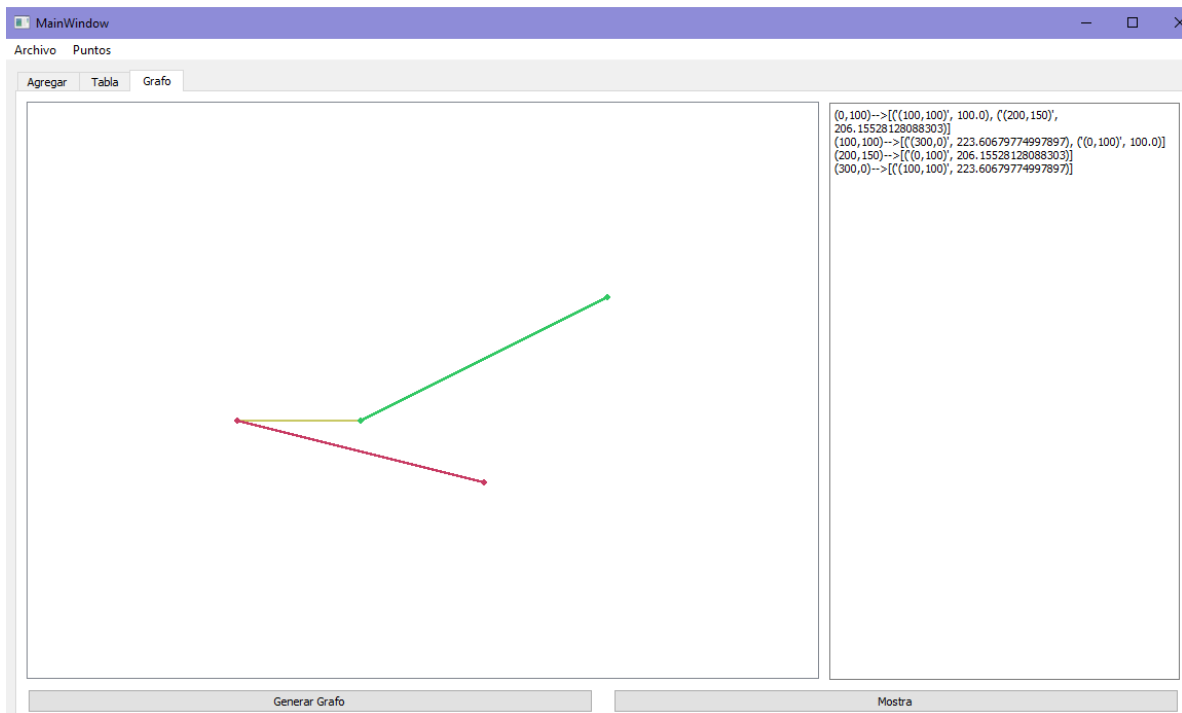 MainWindow
Archivo Puntos
Agregar Tabla Grafo
(0,100)-->[('(100,100)', 100.0), ('(200,150)',
206.15528128088303)]
(100,100)-->[('(300,0)', 223.60679774997897), ('(0,100)', 100.0)]
(200,150)-->[('(0,100)', 206.15528128088303)]
(300,0)-->[('(100,100)', 223.60679774997897)]
Generar Grafo Mostra